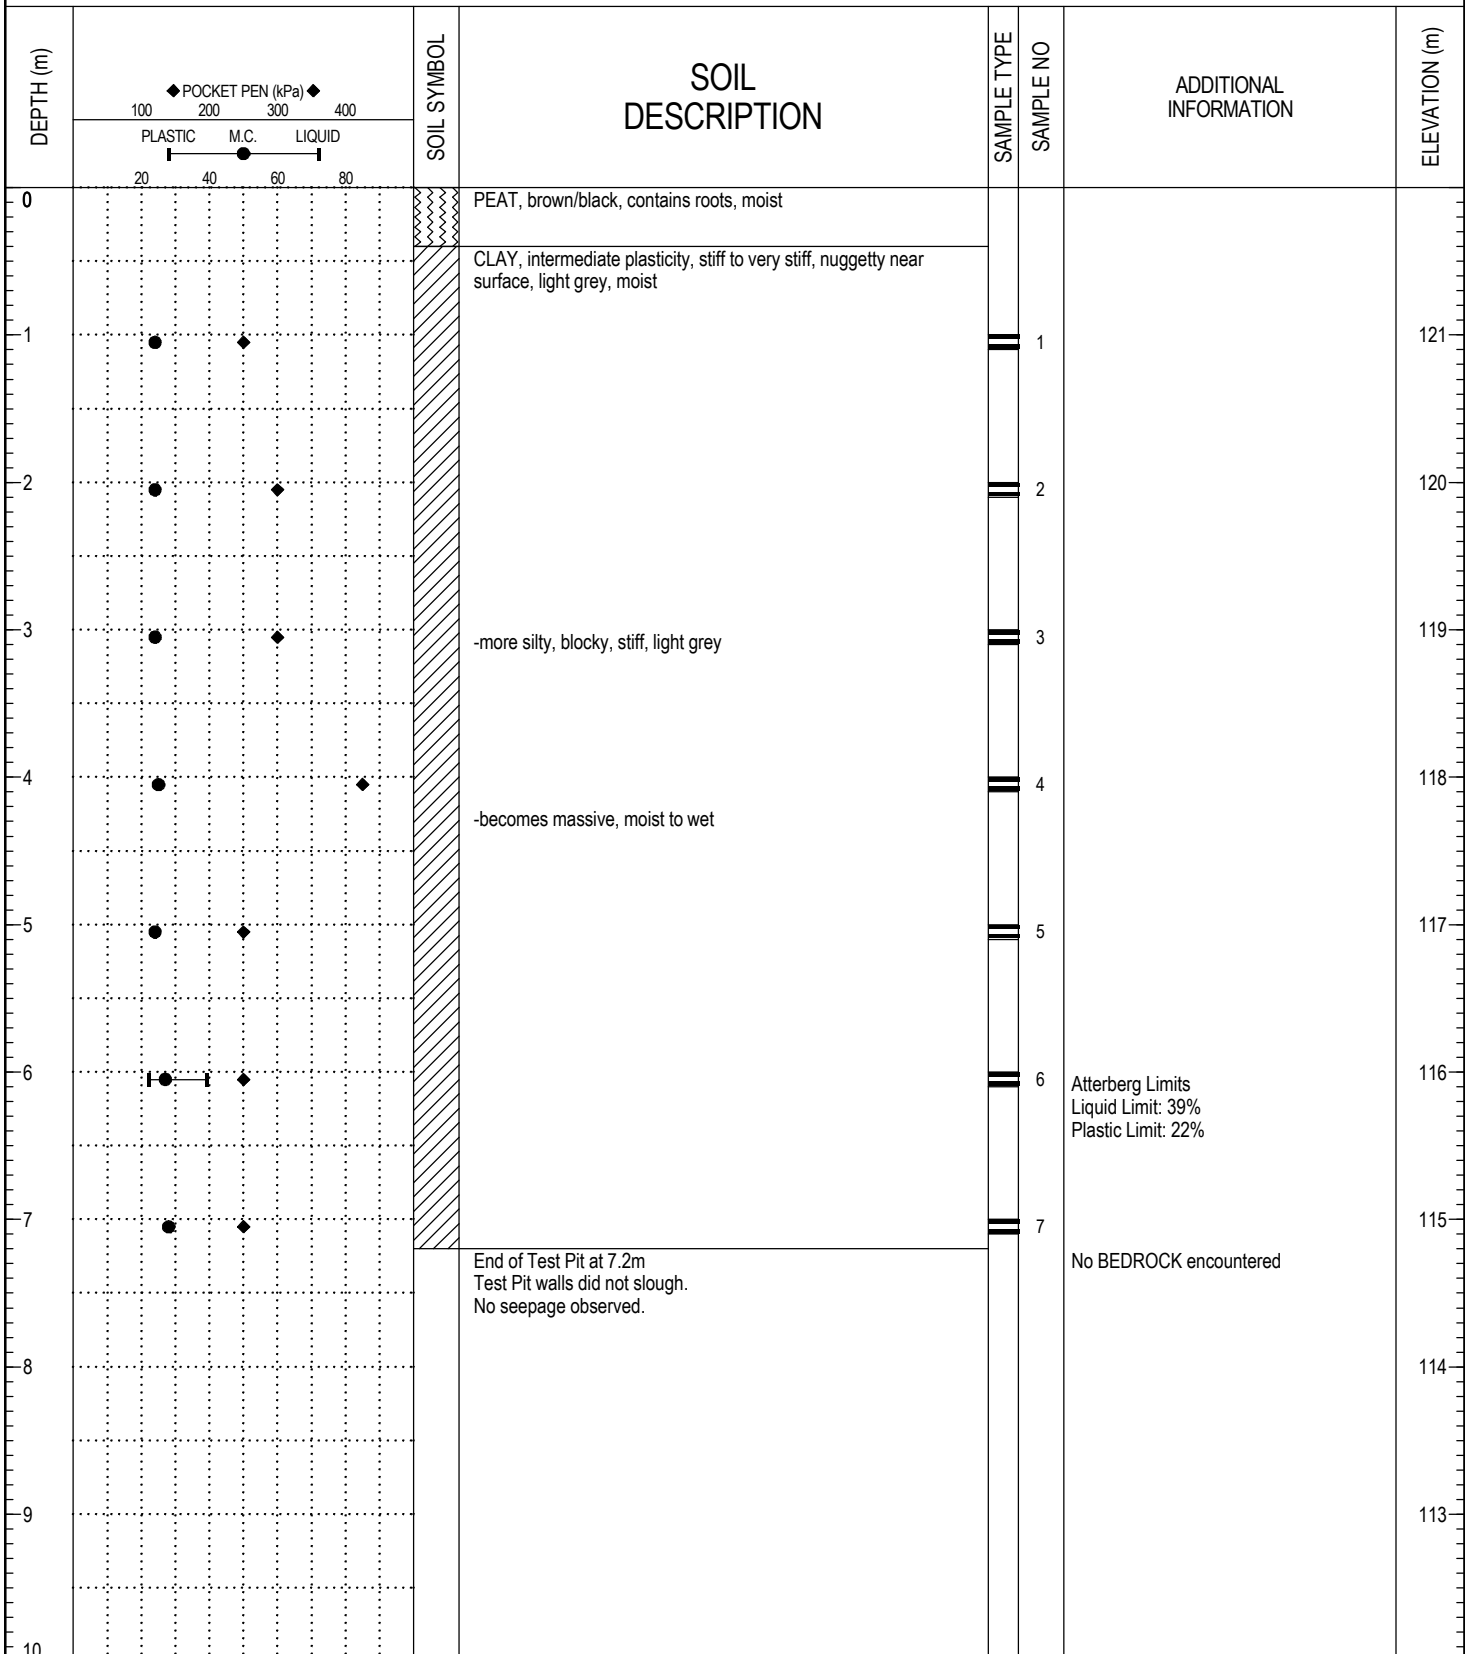 DEPTH (m)
◆ POCKET PEN (kPa) ◆
100 200 300 400
PLASTIC M.C. LIQUID
20 40 60 80
SOIL SYMBOL
SOIL
DESCRIPTION
SAMPLE TYPE
SAMPLE NO
ADDITIONAL
INFORMATION
ELEVATION (m)
0
PEAT, brown/black, contains roots, moist
CLAY, intermediate plasticity, stiff to very stiff, nuggetty near
surface, light grey, moist
1 1 121
2 2 120
3 3 119
-more silty, blocky, stiff, light grey
4 4 118
-becomes massive, moist to wet
5 5 117
6 6 116
Atterberg Limits
Liquid Limit: 39%
Plastic Limit: 22%
7 7 115
End of Test Pit at 7.2m
Test Pit walls did not slough.
No seepage observed.
No BEDROCK encountered
8 114
9 113
10